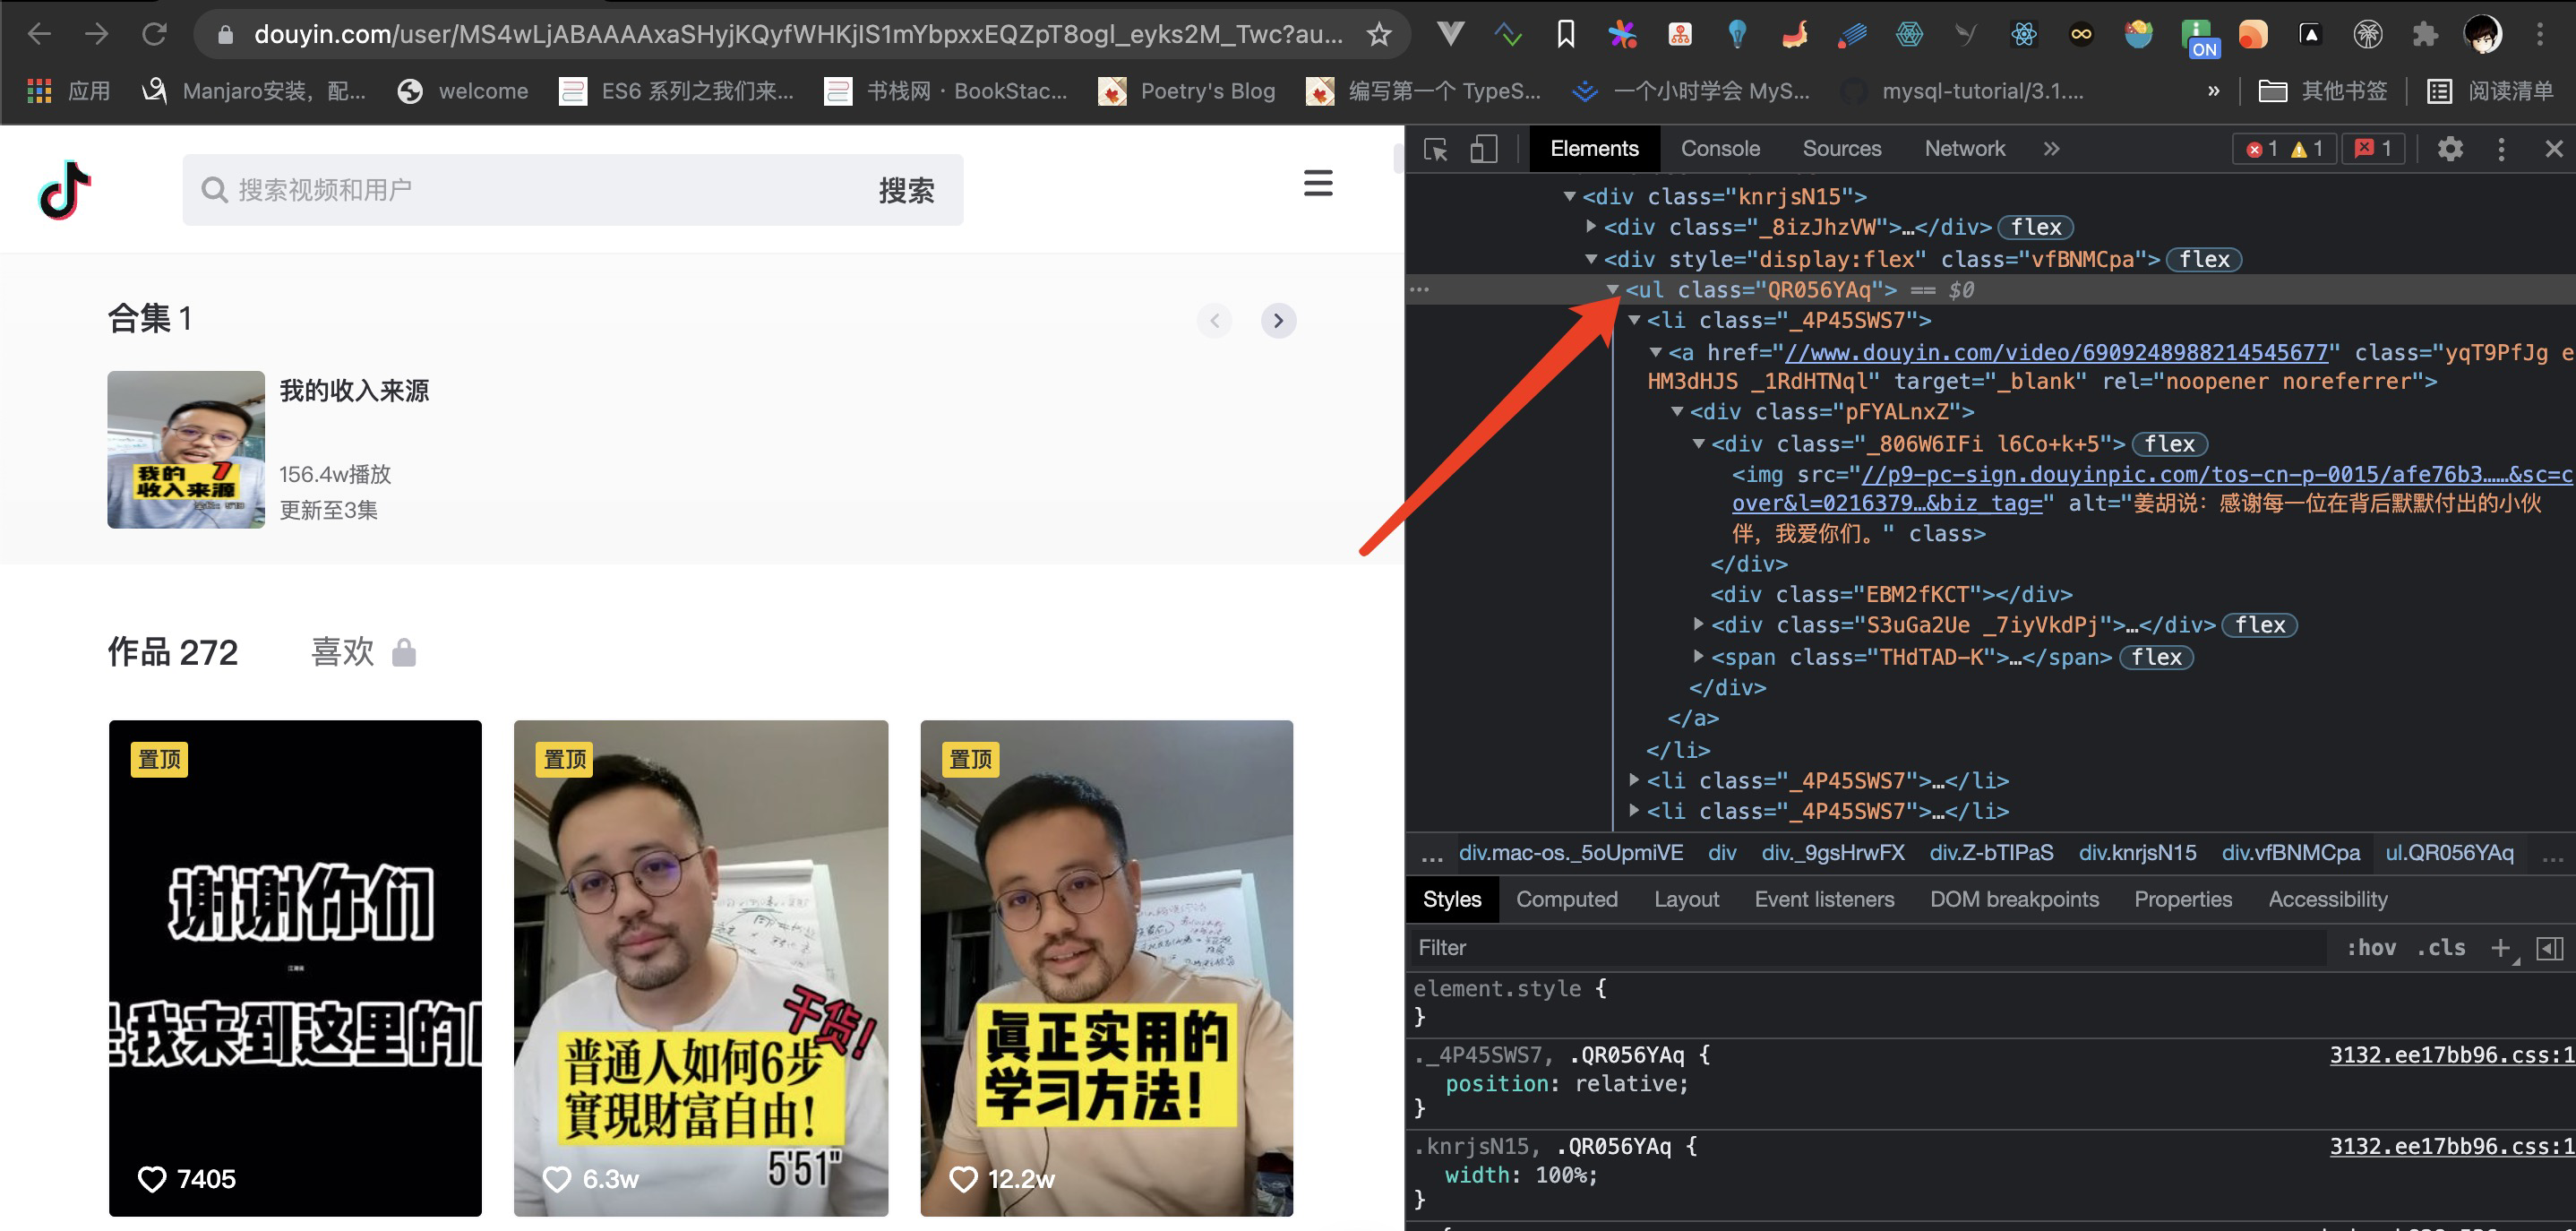 douyin.com/user/MS4wLjABAAAAxaSHyjKQyfWHKjIS1mYbpxxEQZpT8ogI_eyks2M_Twc?au...
ON
应用
Manjaro安装，配...
welcome
ES6 系列之我们来...
书栈网 · BookStac...
Poetry's Blog
编写第一个 TypeS...
一个小时学会 MyS...
mysql-tutorial/3.1....
»
其他书签
阅读清单
搜索视频和用户
搜索
合集 1
我的收入来源
156.4w播放
更新至3集
我的 1
收入来源
作品 272
喜欢
置顶
谢谢你们
是我来到这里的
7405
置顶
干货!
普通人如何6步
實現財富自由!
5'51"
6.3w
置顶
真正实用的
学习方法!
12.2w
Elements
Console
Sources
Network
»
1
1
1
<div class="knrjsN15">
<div class="_8izJhzVW">…</div> flex
<div style="display:flex" class="vfBNMCpa"> flex
<ul class="QR056YAq"> == $0
<li class="_4P45SWS7">
<a href="//www.douyin.com/video/6909248988214545677" class="yqT9PfJg e
HM3dHJS _1RdHTNql" target="_blank" rel="noopener noreferrer">
<div class="pFYALnxZ">
<div class="_806W6IFi l6Co+k+5"> flex
<img src="//p9-pc-sign.douyinpic.com/tos-cn-p-0015/afe76b3……&sc=c
over&l=0216379…&biz_tag=" alt="姜胡说：感谢每一位在背后默默付出的小伙
伴，我爱你们。" class>
</div>
<div class="EBM2fKCT"></div>
<div class="S3uGa2Ue _7iyVkdPj">…</div> flex
<span class="THdTAD-K">…</span> flex
</div>
</a>
</li>
<li class="_4P45SWS7">…</li>
<li class="_4P45SWS7">…</li>
... div.mac-os._5oUpmiVE div div._9gsHrwFX div.Z-bTIPaS div.knrjsN15 div.vfBNMCpa ul.QR056YAq ...
Styles
Computed
Layout
Event listeners
DOM breakpoints
Properties
Accessibility
Filter
:hov .cls +
element.style {
}
._4P45SWS7, .QR056YAq {
3132.ee17bb96.css:1
position: relative;
}
.knrjsN15, .QR056YAq {
3132.ee17bb96.css:1
width: 100%;
}